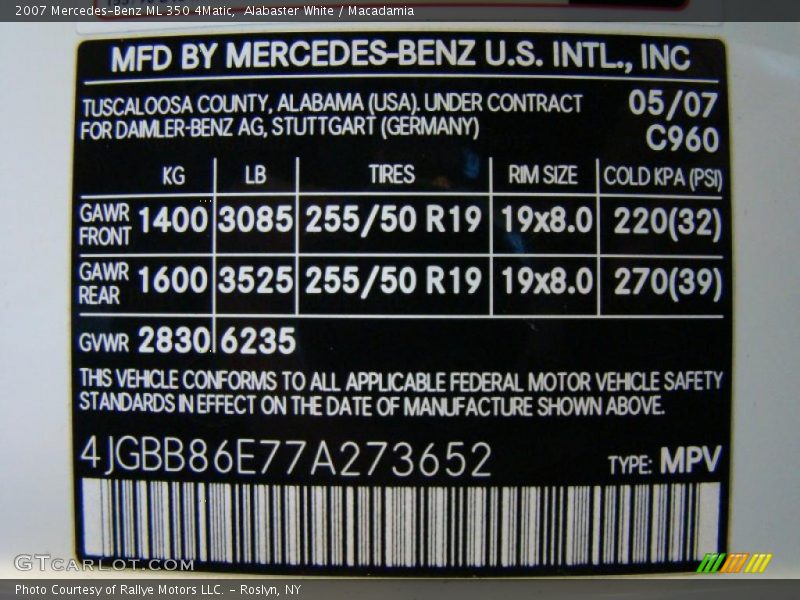 2007 Mercedes-Benz ML 350 4Matic,  Alabaster White / Macadamia
MFD BY MERCEDES-BENZ U.S. INTL., INC
TUSCALOOSA COUNTY, ALABAMA (USA). UNDER CONTRACT 05/07
FOR DAIMLER-BENZ AG, STUTTGART (GERMANY) C960
KG LB TIRES RIM SIZE COLD KPA (PSI)
GAWR FRONT 1400 3085 255/50 R19 19x8.0 220(32)
GAWR REAR 1600 3525 255/50 R19 19x8.0 270(39)
GVWR 2830 6235
THIS VEHICLE CONFORMS TO ALL APPLICABLE FEDERAL MOTOR VEHICLE SAFETY
STANDARDS IN EFFECT ON THE DATE OF MANUFACTURE SHOWN ABOVE.
4JGBB86E77A273652 TYPE: MPV
GTCARLOT.COM
Photo Courtesy of Rallye Motors LLC. - Roslyn, NY